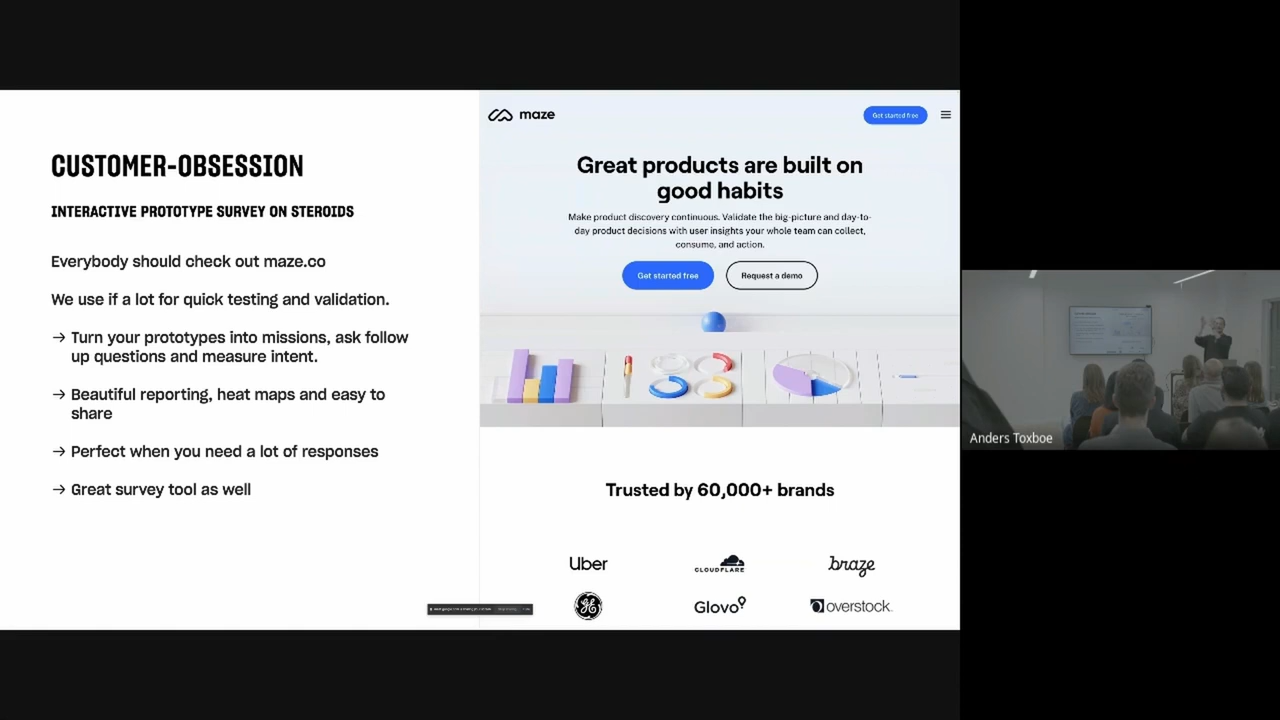 CUSTOMER-OBSESSION
INTERACTIVE PROTOTYPE SURVEY ON STEROIDS
Everybody should check out maze.co
We use if a lot for quick testing and validation.
→ Turn your prototypes into missions, ask follow
up questions and measure intent.
→ Beautiful reporting, heat maps and easy to
share
→ Perfect when you need a lot of responses
→ Great survey tool as well
maze
Get started free
Great products are built on
good habits
Make product discovery continuous. Validate the big-picture and day-to-
day product decisions with user insights your whole team can collect,
consume, and action.
Get started free
Request a demo
Trusted by 60,000+ brands
Uber
CLOUDFLARE
braze
GE
Glovo
overstock.
Anders Toxboe